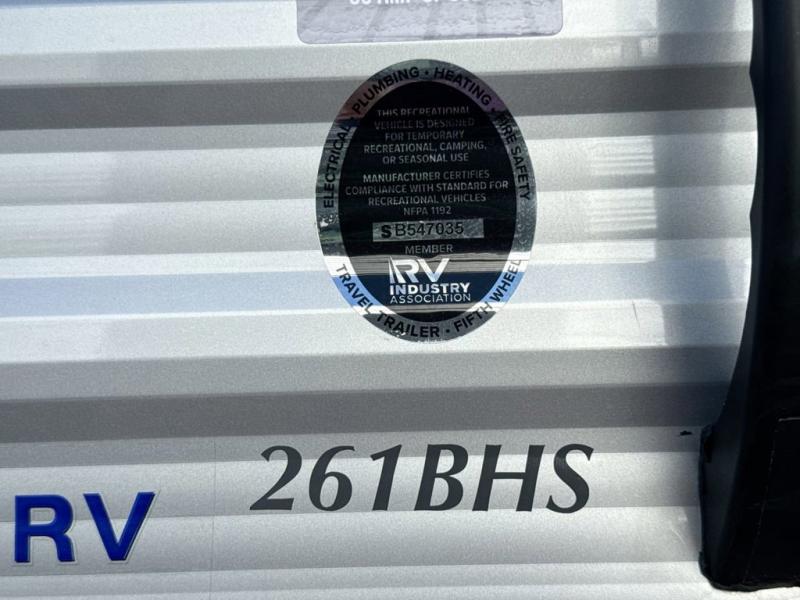 ELECTRICAL · PLUMBING · HEATING · FIRE SAFETY
THIS RECREATIONAL
VEHICLE IS DESIGNED
FOR TEMPORARY
RECREATIONAL, CAMPING,
OR SEASONAL USE
MANUFACTURER CERTIFIES
COMPLIANCE WITH STANDARD FOR
RECREATIONAL VEHICLES
NFPA 1192
SB547035
MEMBER
RV
INDUSTRY
ASSOCIATION
TRAVEL TRAILER · FIFTH WHEEL
261BHS
RV